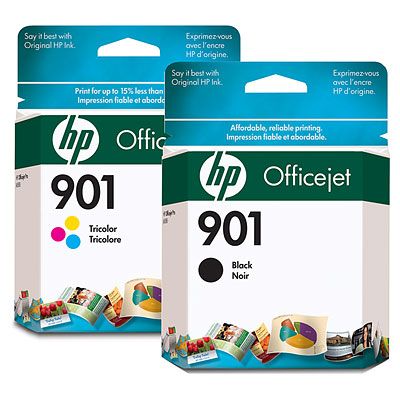 Say it best with
Original HP Ink.
Exprimez-vous
avec l'encre
HP d'origine.
Print for up to 15% less than
Impression fiable et aborda
hp
901
Tricolor
Tricolore
Say it best with
Original HP Ink.
Exprimez-vous
avec l'encre
HP d'origine.
Affordable, reliable printing.
Impression fiable et abordable.
hp
Officejet
901
Black
Noir